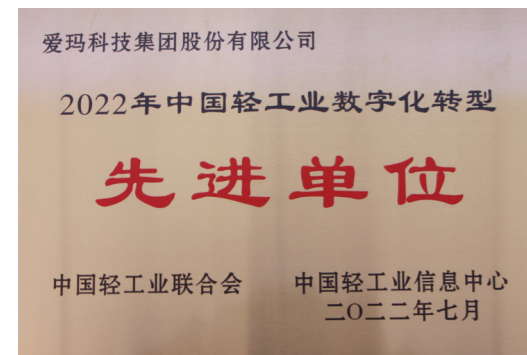 爱玛科技集团股份有限公司
2022年中国轻工业数字化转型
先进单位
中国轻工业联合会 中国轻工业信息中心
二〇二二年七月